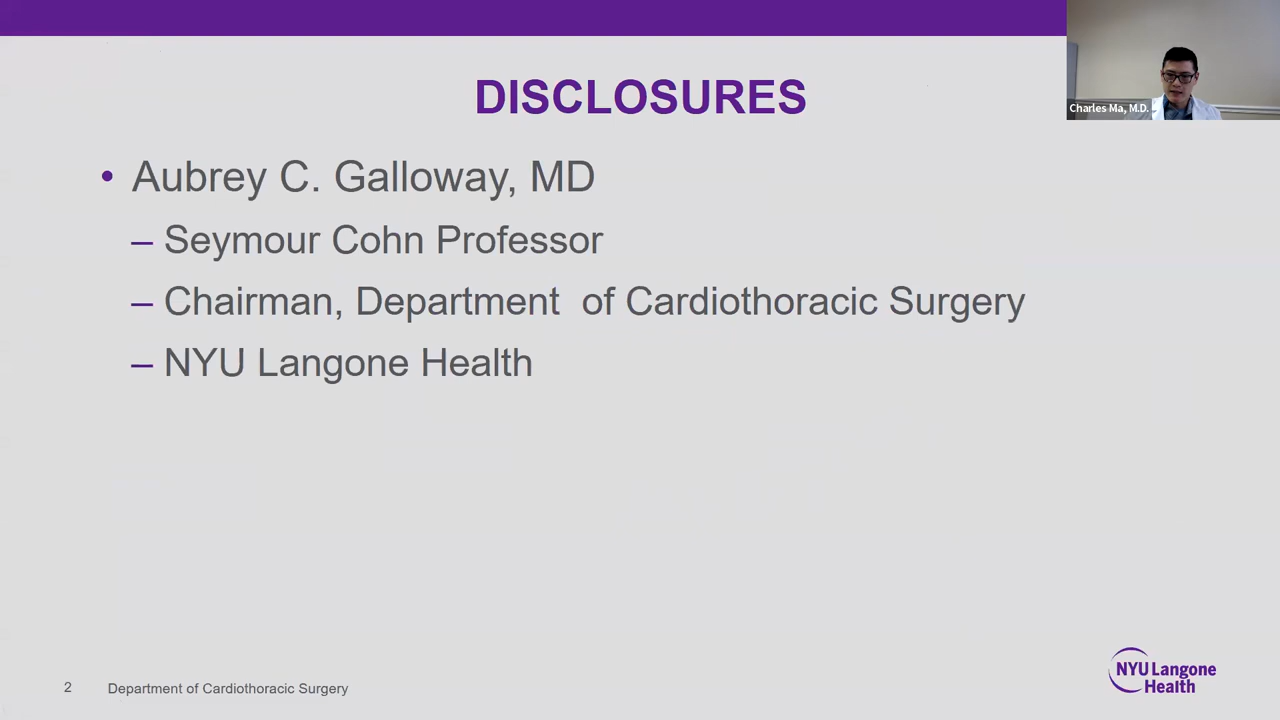 DISCLOSURES
Charles Ma, M.D.
• Aubrey C. Galloway, MD
– Seymour Cohn Professor
– Chairman, Department of Cardiothoracic Surgery
– NYU Langone Health
2 Department of Cardiothoracic Surgery
NYU Langone
Health